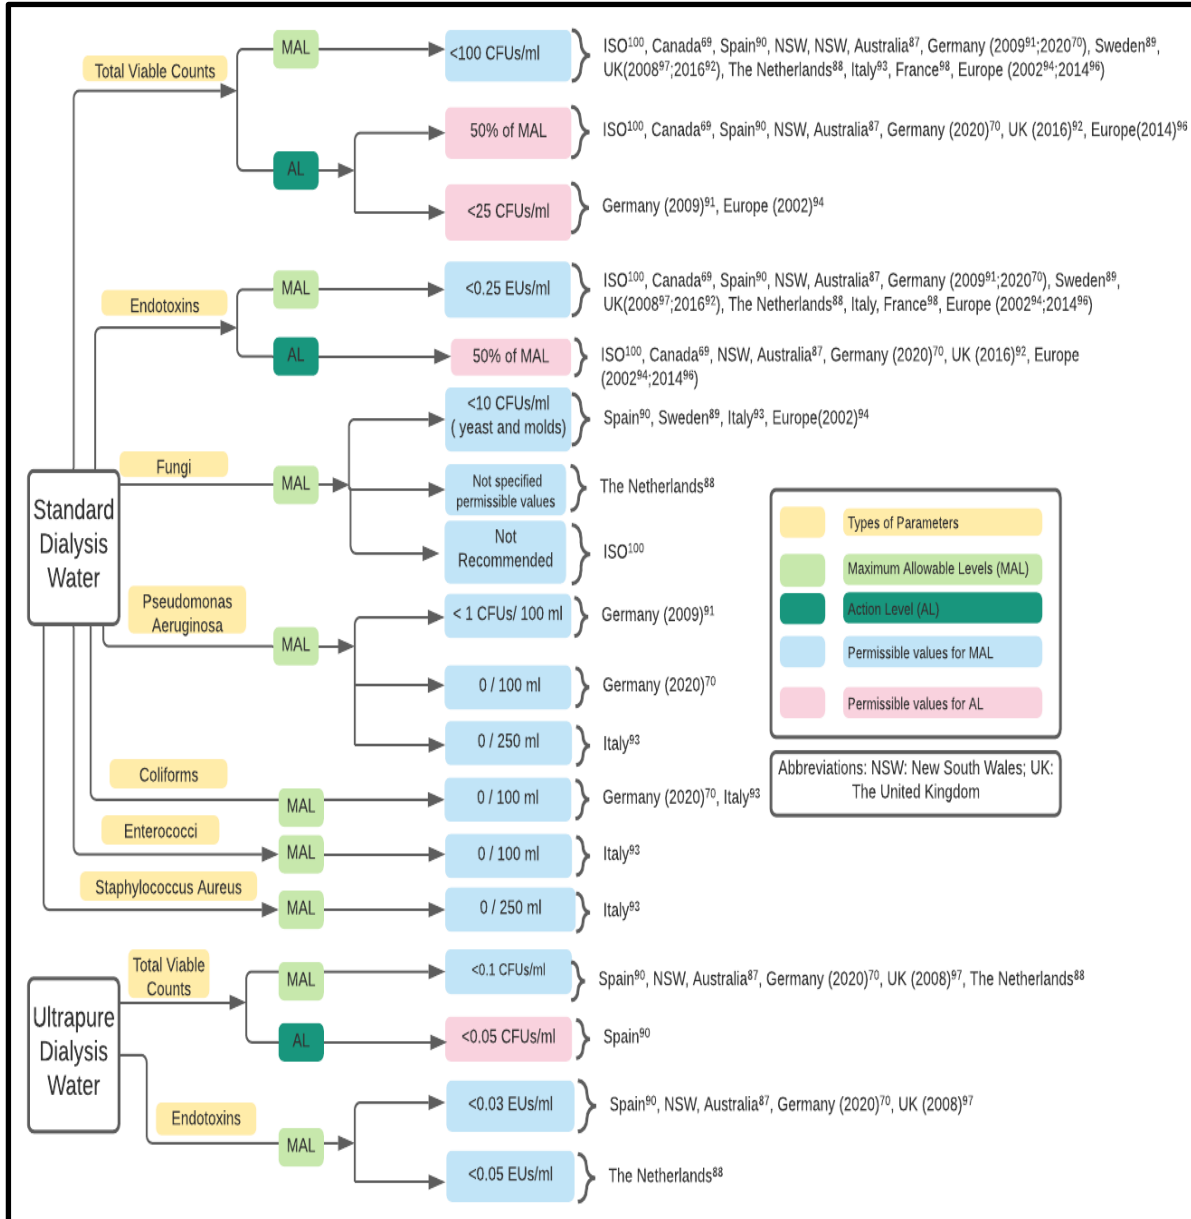 Total Viable Counts
MAL
<100 CFUs/ml
ISO¹⁰⁰, Canada⁶⁹, Spain⁹⁰, NSW, NSW, Australia⁸⁷, Germany (2009⁹¹;2020⁷⁰), Sweden⁸⁹,
UK(2008⁹⁷;2016⁹²), The Netherlands⁸⁸, Italy⁹³, France⁹⁸, Europe (2002⁹⁴;2014⁹⁶)
AL
50% of MAL
ISO¹⁰⁰, Canada⁶⁹, Spain⁹⁰, NSW, Australia⁸⁷, Germany (2020)⁷⁰, UK (2016)⁹², Europe(2014)⁹⁶
<25 CFUs/ml
Germany (2009)⁹¹, Europe (2002)⁹⁴
Endotoxins
MAL
<0.25 EUs/ml
ISO¹⁰⁰, Canada⁶⁹, Spain⁹⁰, NSW, Australia⁸⁷, Germany (2009⁹¹;2020⁷⁰), Sweden⁸⁹,
UK(2008⁹⁷;2016⁹²), The Netherlands⁸⁸, Italy, France⁹⁸, Europe (2002⁹⁴;2014⁹⁶)
AL
50% of MAL
ISO¹⁰⁰, Canada⁶⁹, NSW, Australia⁸⁷, Germany (2020)⁷⁰, UK (2016)⁹², Europe
(2002⁹⁴;2014⁹⁶)
Standard
Dialysis
Water
Fungi
MAL
<10 CFUs/ml
( yeast and molds)
Spain⁹⁰, Sweden⁸⁹, Italy⁹³, Europe(2002)⁹⁴
Not specified
permissible values
The Netherlands⁸⁸
Not
Recommended
ISO¹⁰⁰
Pseudomonas
Aeruginosa
MAL
< 1 CFUs/ 100 ml
Germany (2009)⁹¹
0 / 100 ml
Germany (2020)⁷⁰
0 / 250 ml
Italy⁹³
Coliforms
MAL
0 / 100 ml
Germany (2020)⁷⁰, Italy⁹³
Enterococci
MAL
0 / 100 ml
Italy⁹³
Staphylococcus Aureus
MAL
0 / 250 ml
Italy⁹³
Types of Parameters
Maximum Allowable Levels (MAL)
Action Level (AL)
Permissible values for MAL
Permissible values for AL
Abbreviations: NSW: New South Wales; UK:
The United Kingdom
Ultrapure
Dialysis
Water
Total Viable
Counts
MAL
<0.1 CFUs/ml
Spain⁹⁰, NSW, Australia⁸⁷, Germany (2020)⁷⁰, UK (2008)⁹⁷, The Netherlands⁸⁸
AL
<0.05 CFUs/ml
Spain⁹⁰
Endotoxins
MAL
<0.03 EUs/ml
Spain⁹⁰, NSW, Australia⁸⁷, Germany (2020)⁷⁰, UK (2008)⁹⁷
<0.05 EUs/ml
The Netherlands⁸⁸